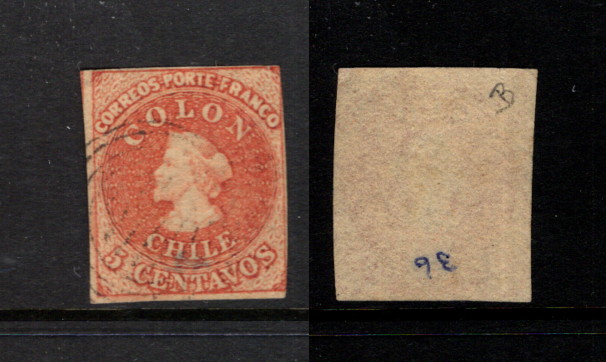 CORREOS-PORTE-FRANCO
COLON
CHILE
5 CENTAVOS
B